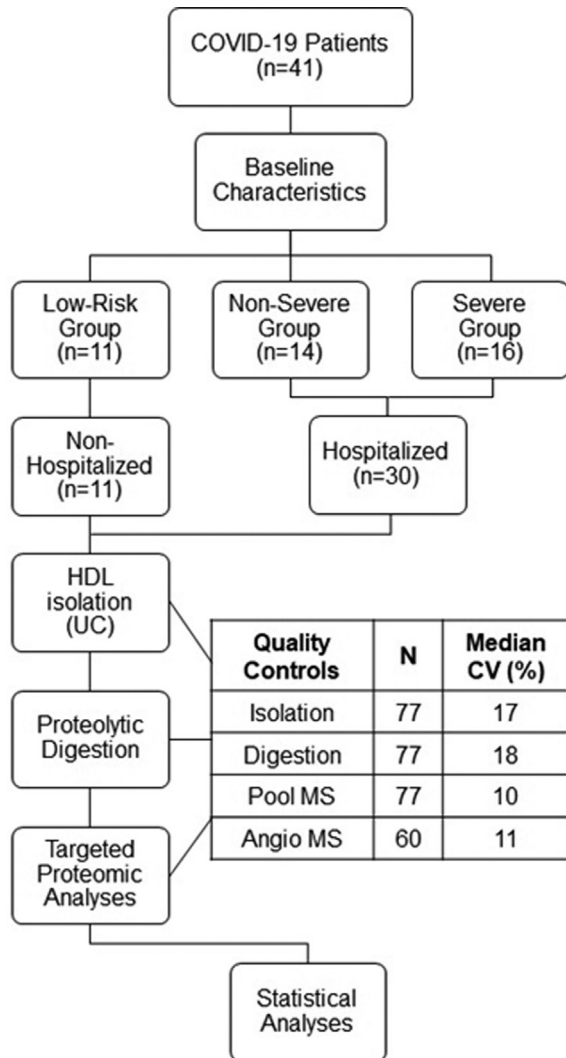 COVID-19 Patients
(n=41)
Baseline
Characteristics
Low-Risk
Group
(n=11)
Non-Severe
Group
(n=14)
Severe
Group
(n=16)
Non-
Hospitalized
(n=11)
Hospitalized
(n=30)
HDL
isolation
(UC)
Proteolytic
Digestion
Targeted
Proteomic
Analyses
Quality
Controls
N
Median
CV (%)
Isolation 77 17
Digestion 77 18
Pool MS 77 10
Angio MS 60 11
Statistical
Analyses